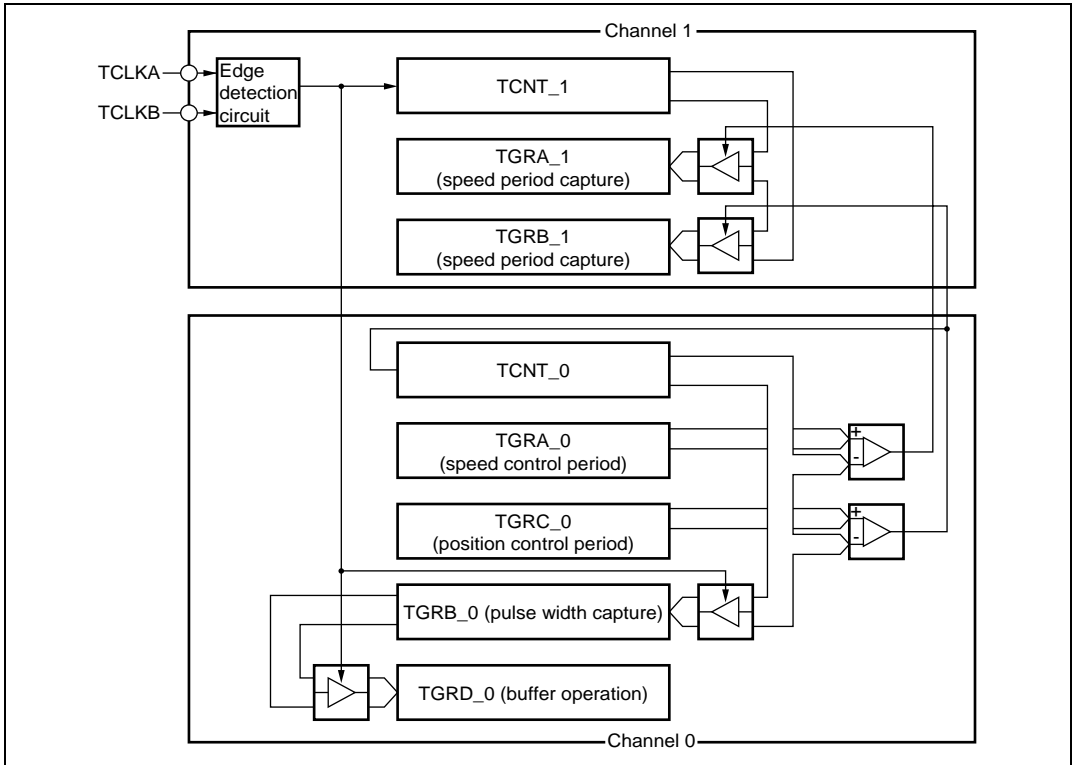 Channel 1
TCLKA
TCLKB
Edge
detection
circuit
TCNT_1
TGRA_1
(speed period capture)
TGRB_1
(speed period capture)
TCNT_0
TGRA_0
(speed control period)
+
-
TGRC_0
(position control period)
+
-
TGRB_0 (pulse width capture)
TGRD_0 (buffer operation)
Channel 0